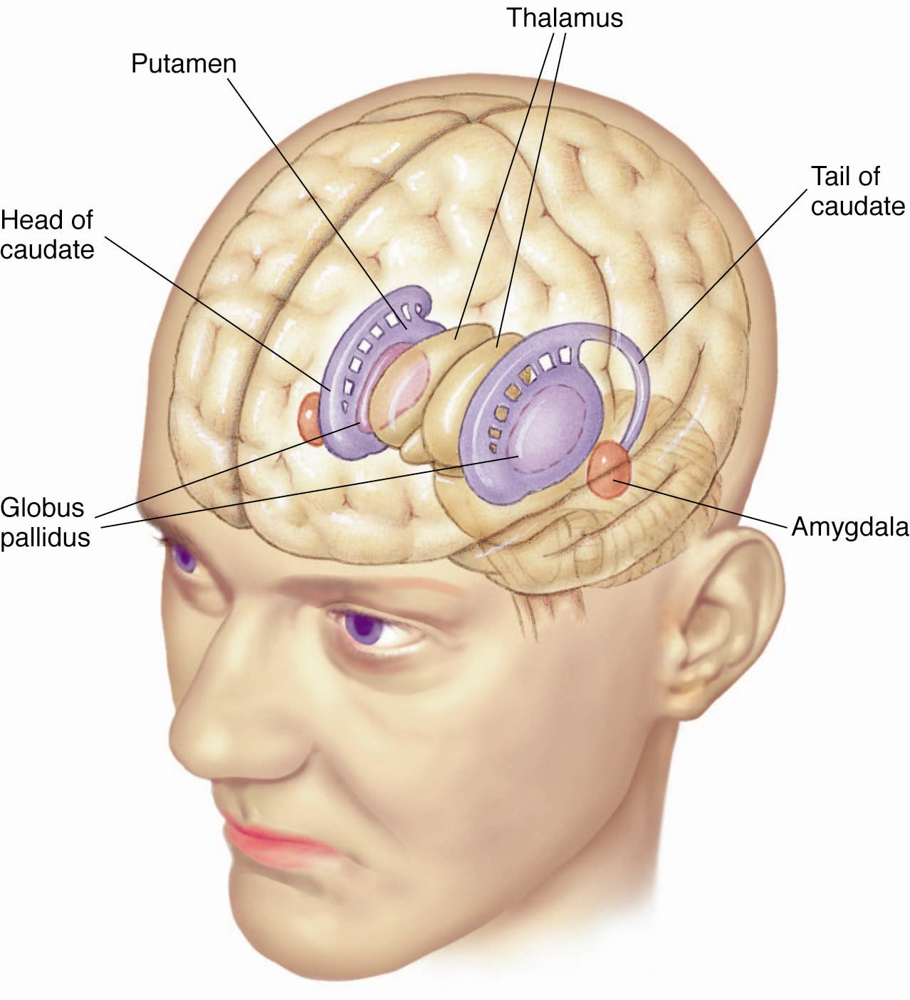 Thalamus
Putamen
Tail of
caudate
Head of
caudate
Globus
pallidus
Amygdala